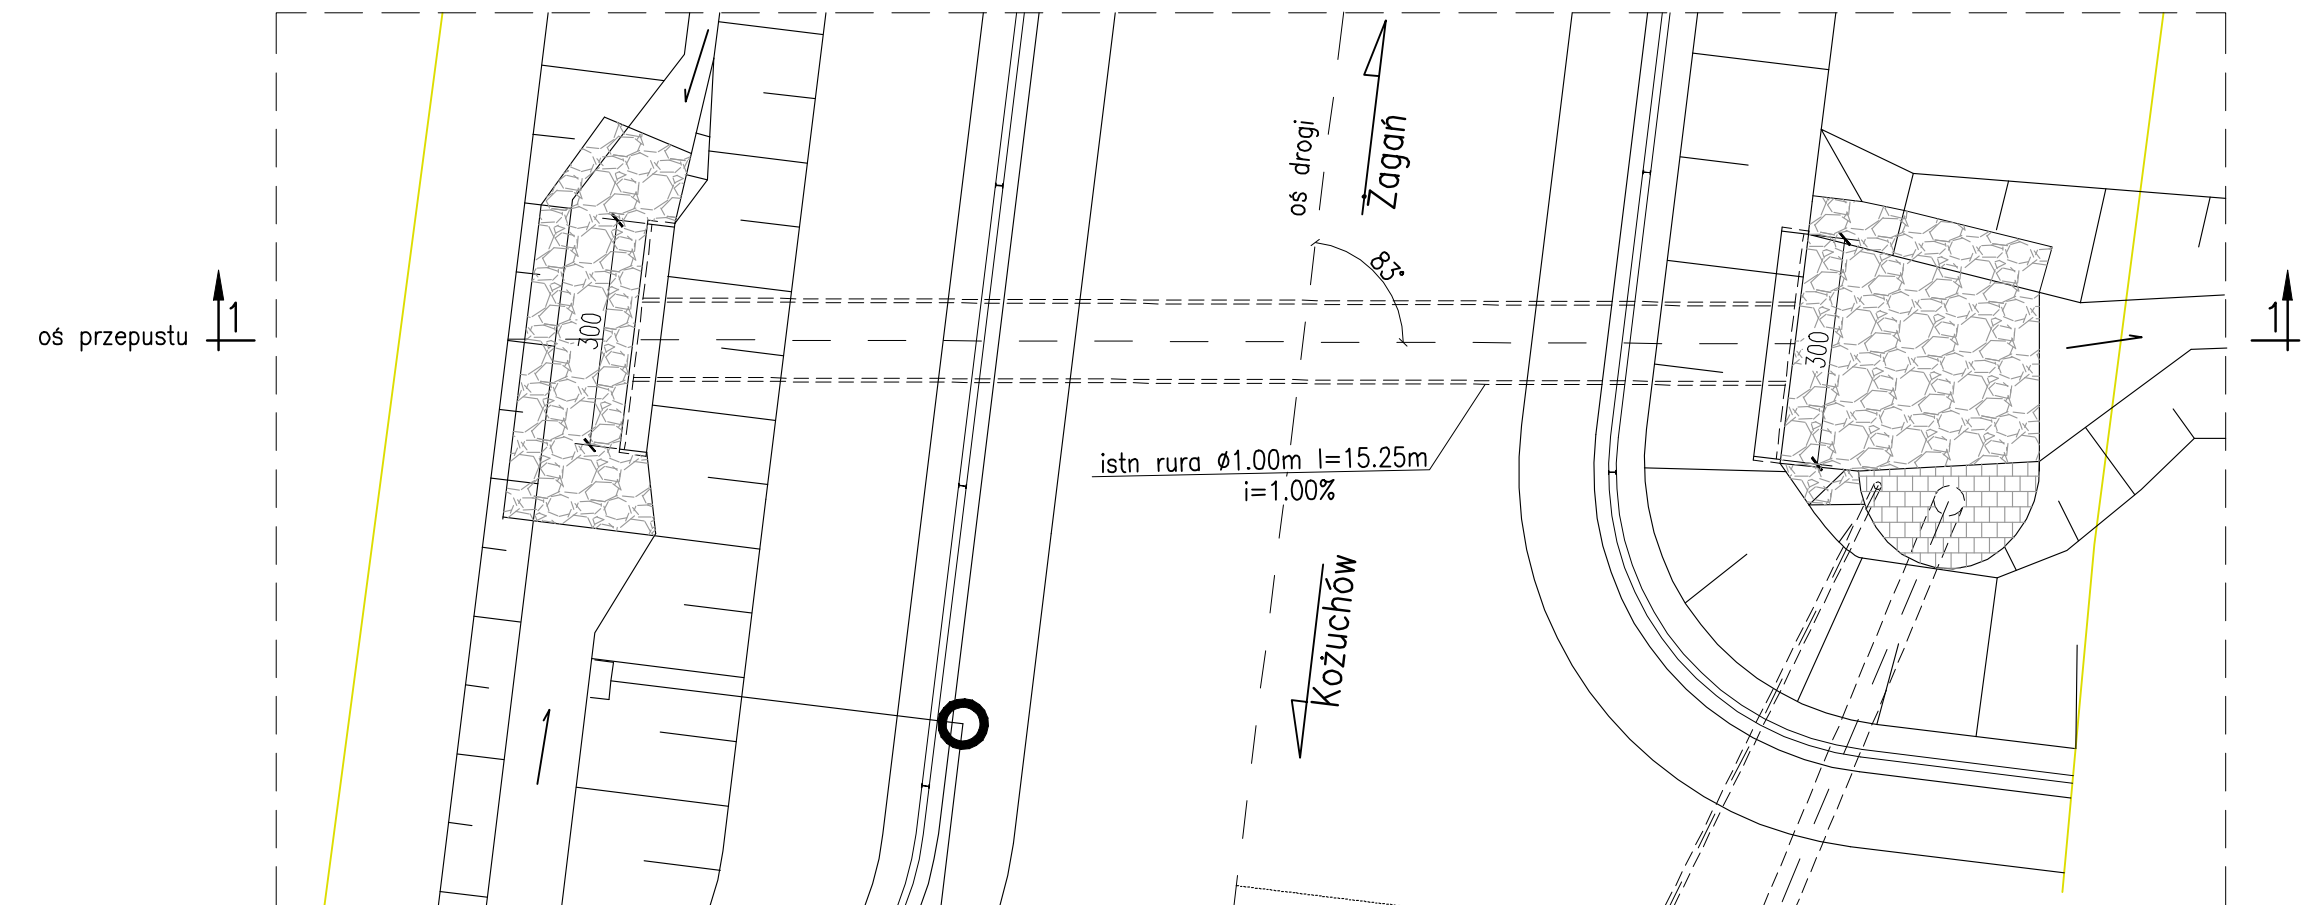 oś drogi
Żagań
83°
oś przepustu
1
1
300
300
istn rura ø1.00m l=15.25m
i=1.00%
Kożuchów